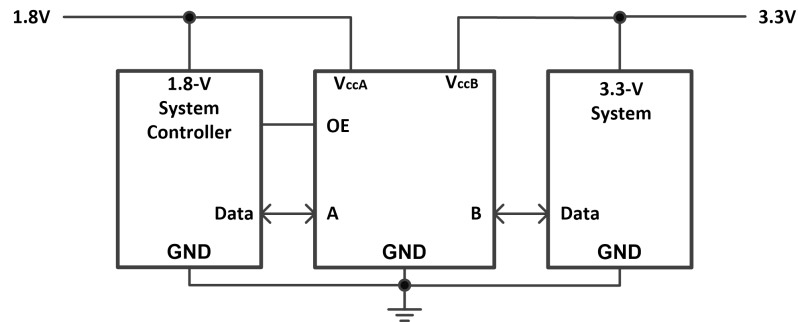 1.8V
3.3V
1.8-V
System
Controller
Data
GND
VccA
VccB
OE
A
B
GND
3.3-V
System
Data
GND